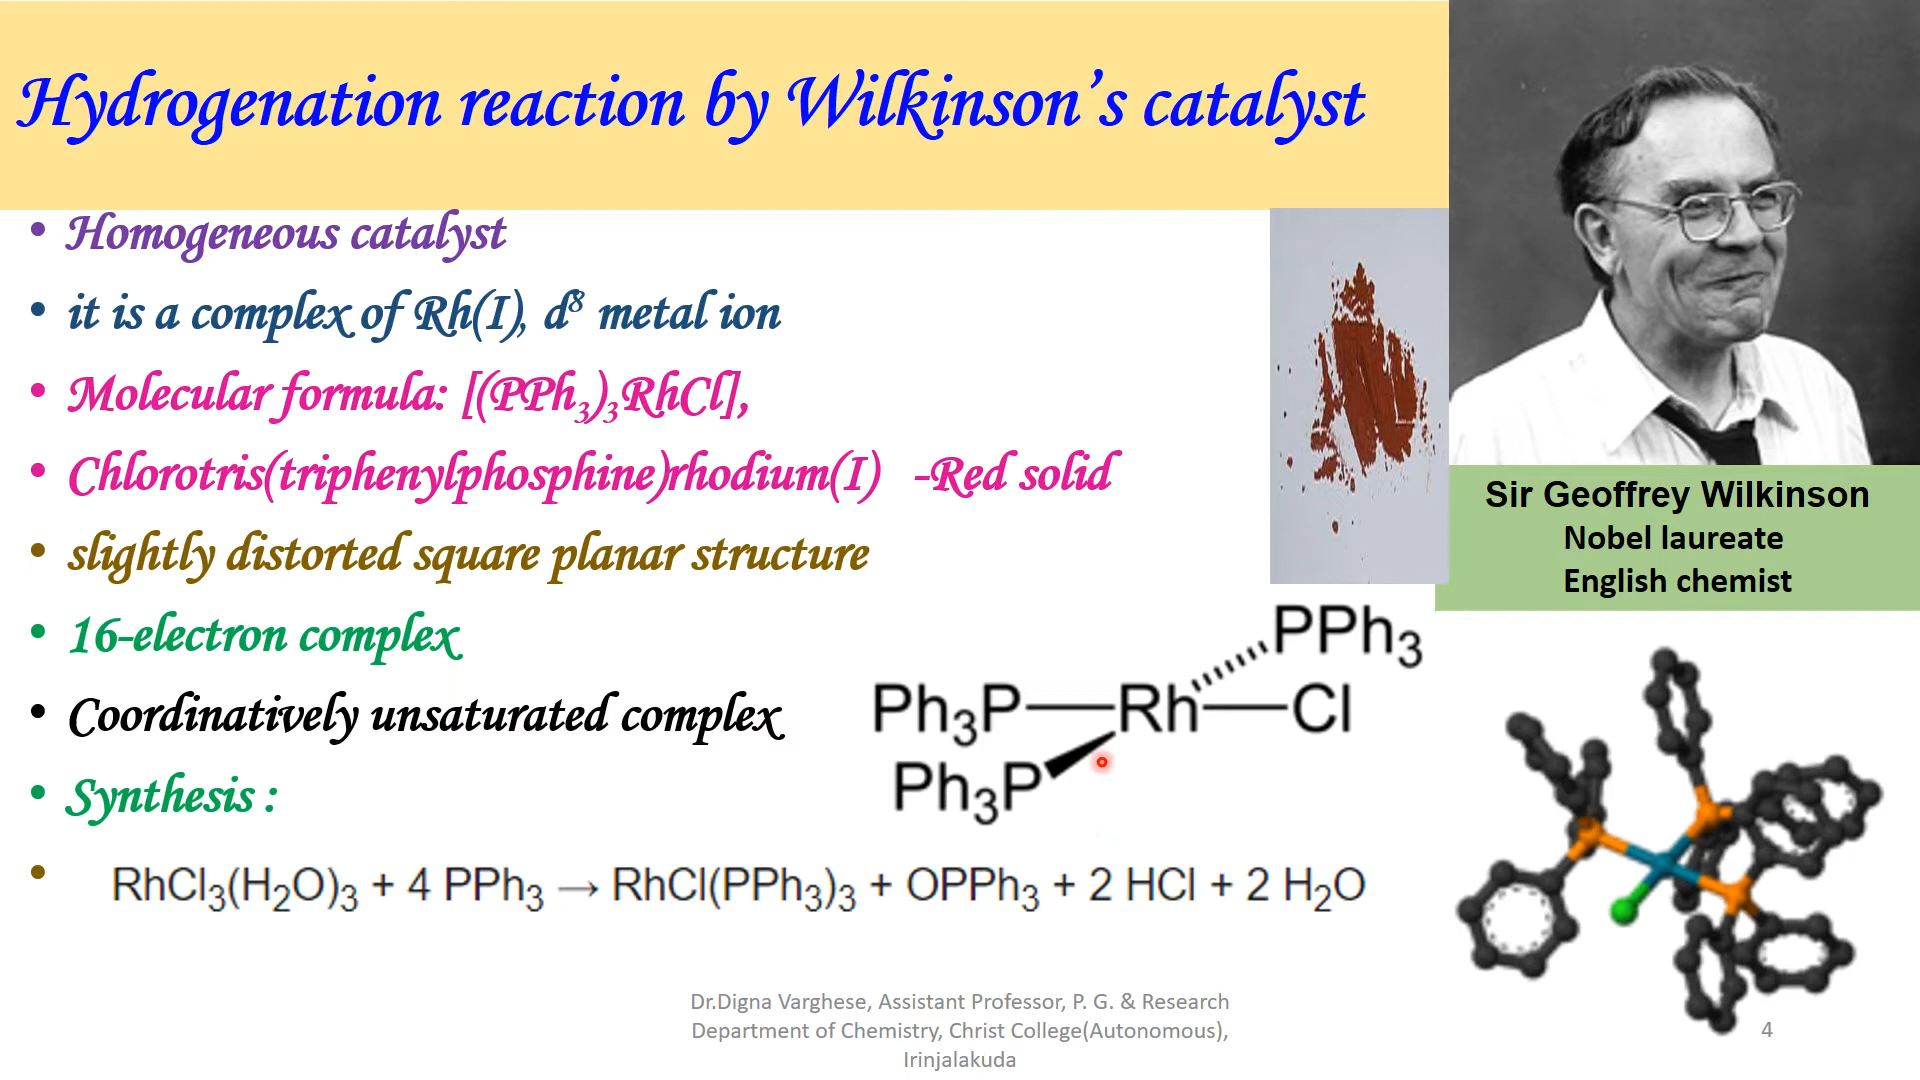 Hydrogenation reaction by Wilkinson’s catalyst
• Homogeneous catalyst
• it is a complex of Rh(I), d⁸ metal ion
• Molecular formula: [(PPh₃)₃RhCl],
• Chlorotris(triphenylphosphine)rhodium(I) -Red solid
• slightly distorted square planar structure
• 16-electron complex
• Coordinatively unsaturated complex
• Synthesis :
• RhCl₃(H₂O)₃ + 4 PPh₃ → RhCl(PPh₃)₃ + OPPh₃ + 2 HCl + 2 H₂O
Sir Geoffrey Wilkinson
Nobel laureate
English chemist
PPh₃
Ph₃P Rh Cl
Ph₃P
Dr.Digna Varghese, Assistant Professor, P. G. & Research
Department of Chemistry, Christ College(Autonomous),
Irinjalakuda
4